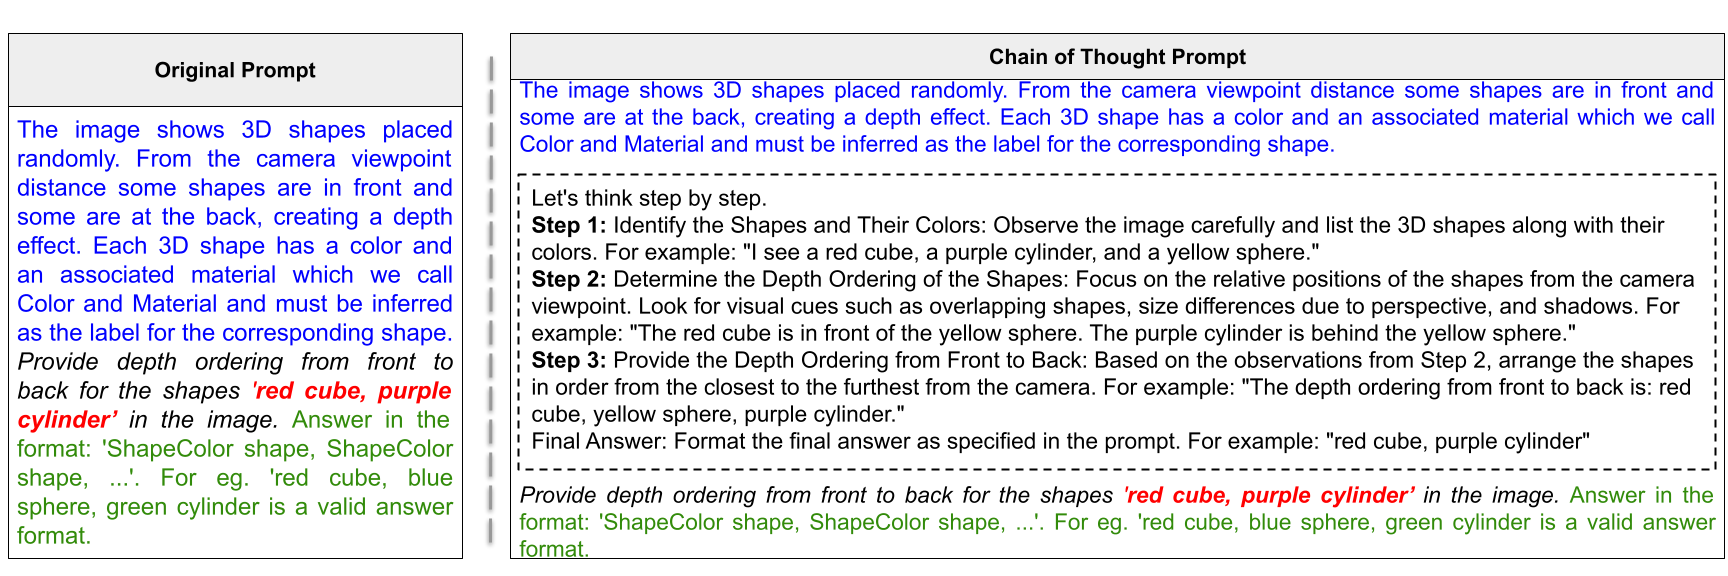 Original Prompt
The image shows 3D shapes placed
randomly. From the camera viewpoint
distance some shapes are in front and
some are at the back, creating a depth
effect. Each 3D shape has a color and
an associated material which we call
Color and Material and must be inferred
as the label for the corresponding shape.
Provide depth ordering from front to
back for the shapes 'red cube, purple
cylinder’ in the image. Answer in the
format: 'ShapeColor shape, ShapeColor
shape, ...'. For eg. 'red cube, blue
sphere, green cylinder is a valid answer
format.
Chain of Thought Prompt
The image shows 3D shapes placed randomly. From the camera viewpoint distance some shapes are in front and
some are at the back, creating a depth effect. Each 3D shape has a color and an associated material which we call
Color and Material and must be inferred as the label for the corresponding shape.
Let's think step by step.
Step 1: Identify the Shapes and Their Colors: Observe the image carefully and list the 3D shapes along with their
colors. For example: "I see a red cube, a purple cylinder, and a yellow sphere."
Step 2: Determine the Depth Ordering of the Shapes: Focus on the relative positions of the shapes from the camera
viewpoint. Look for visual cues such as overlapping shapes, size differences due to perspective, and shadows. For
example: "The red cube is in front of the yellow sphere. The purple cylinder is behind the yellow sphere."
Step 3: Provide the Depth Ordering from Front to Back: Based on the observations from Step 2, arrange the shapes
in order from the closest to the furthest from the camera. For example: "The depth ordering from front to back is: red
cube, yellow sphere, purple cylinder."
Final Answer: Format the final answer as specified in the prompt. For example: "red cube, purple cylinder"
Provide depth ordering from front to back for the shapes 'red cube, purple cylinder’ in the image. Answer in the
format: 'ShapeColor shape, ShapeColor shape, ...'. For eg. 'red cube, blue sphere, green cylinder is a valid answer
format.